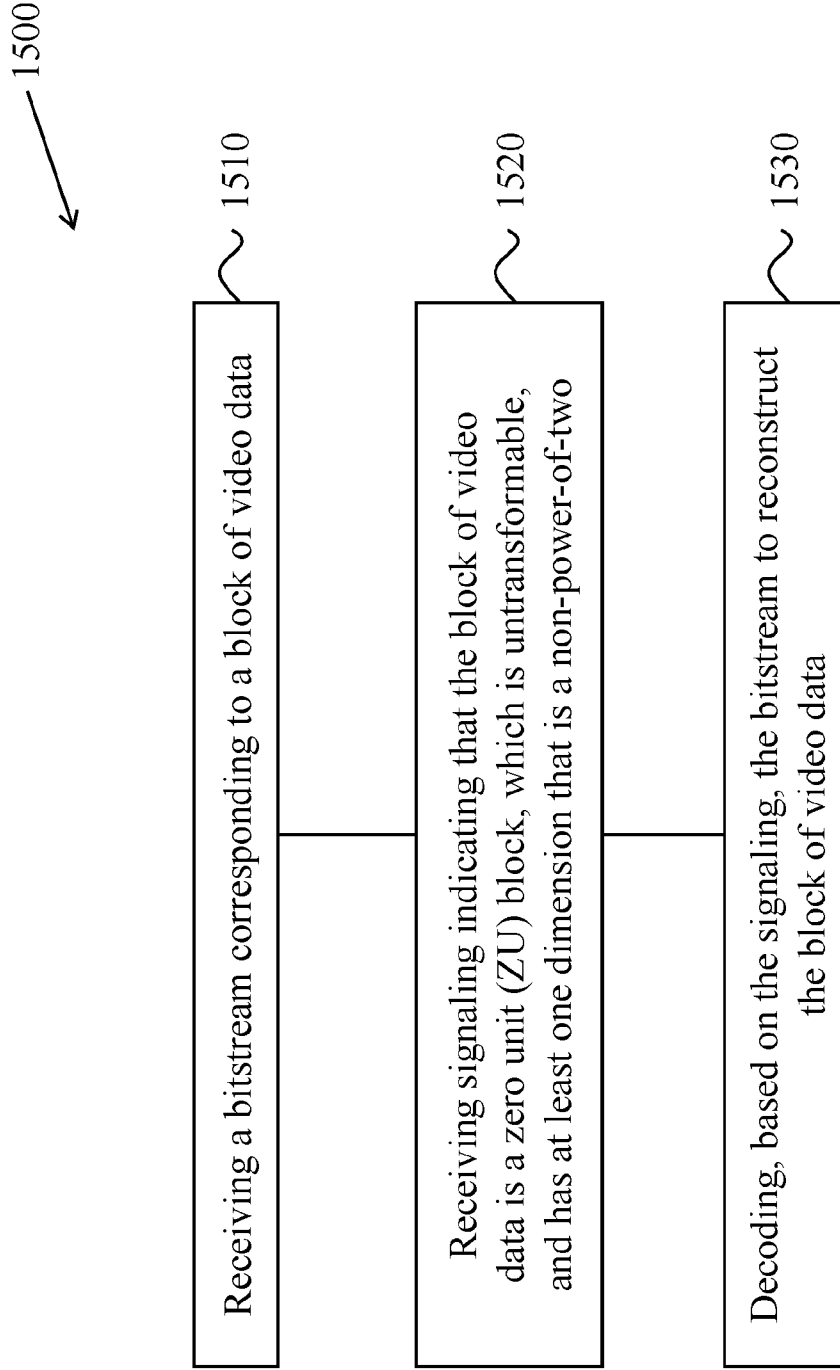 1500
Receiving a bitstream corresponding to a block of video data
1510
Receiving signaling indicating that the block of video
data is a zero unit (ZU) block, which is untransformable,
and has at least one dimension that is a non-power-of-two
1520
Decoding, based on the signaling, the bitstream to reconstruct
the block of video data
1530